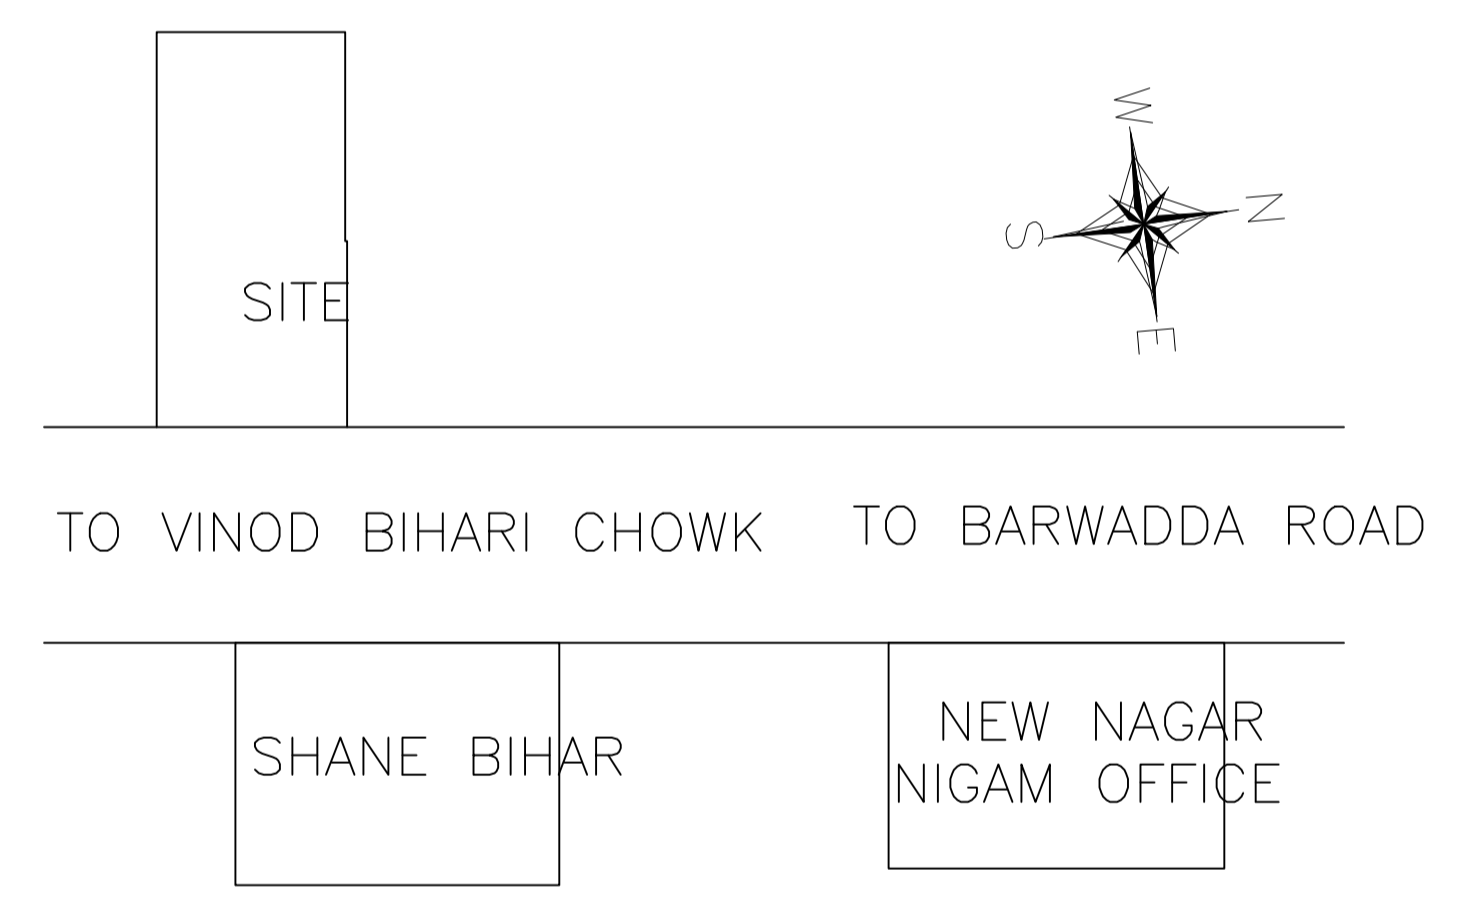 W
N
S
SITE
E
TO VINOD BIHARI CHOWK
TO BARWADDA ROAD
SHANE BIHAR
NEW NAGAR
NIGAM OFFICE